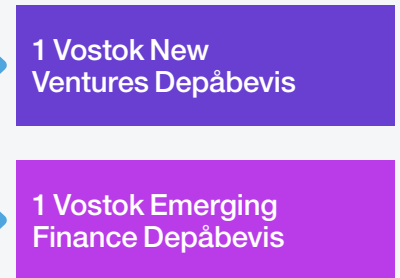 1 Vostok New
Ventures Depåbevis
1 Vostok Emerging
Finance Depåbevis